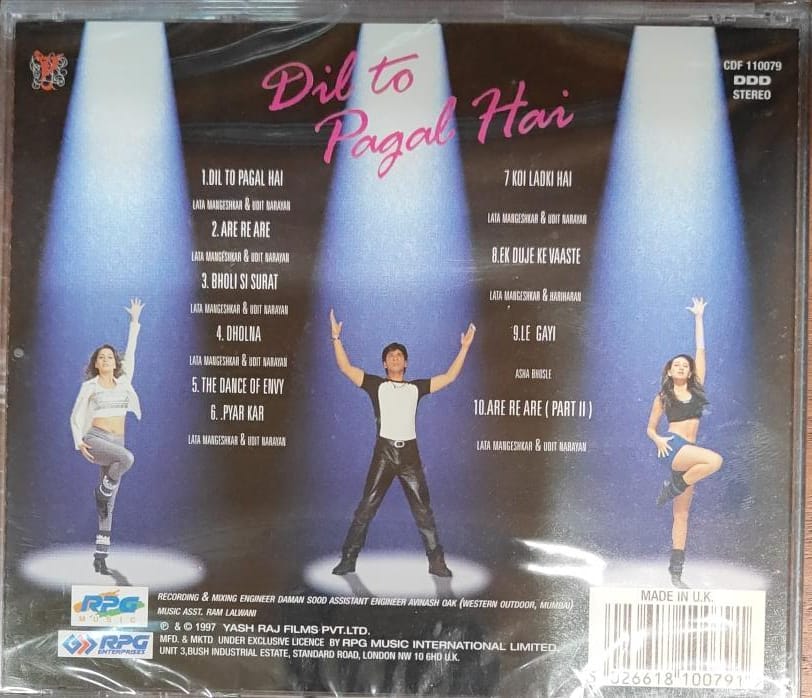 Dil to
Pagal Hai
CDF 110079
DDD
STEREO
1.DIL TO PAGAL HAI
LATA MANGESHKAR & UDIT NARAYAN
2.ARE RE ARE
LATA MANGESHKAR & UDIT NARAYAN
3. BHOLI SI SURAT
LATA MANGESHKAR & UDIT NARAYAN
4. DHOLNA
LATA MANGESHKAR & UDIT NARAYAN
5. THE DANCE OF ENVY
6. .PYAR KAR
LATA MANGESHKAR & UDIT NARAYAN
7 KOI LADKI HAI
LATA MANGESHKAR & UDIT NARAYAN
8.EK DUJE KE VAASTE
LATA MANGESHKAR & HARIHARAN
9.LE GAYI
ASHA BHOSLE
10.ARE RE ARE ( PART II )
LATA MANGESHKAR & UDIT NARAYAN
RPG
MUSIC
RPG
ENTERPRISES
RECORDING & MIXING ENGINEER DAMAN SOOD ASSISTANT ENGINEER AVINASH OAK (WESTERN OUTDOOR, MUMBAI)
MUSIC ASST. RAM LALWANI
℗ & © 1997 YASH RAJ FILMS PVT.LTD.
MFD. & MKTD UNDER EXCLUSIVE LICENCE BY RPG MUSIC INTERNATIONAL LIMITED.
UNIT 3,BUSH INDUSTRIAL ESTATE, STANDARD ROAD, LONDON NW 10 6HD U.K.
MADE IN U.K.
5 026618 100791